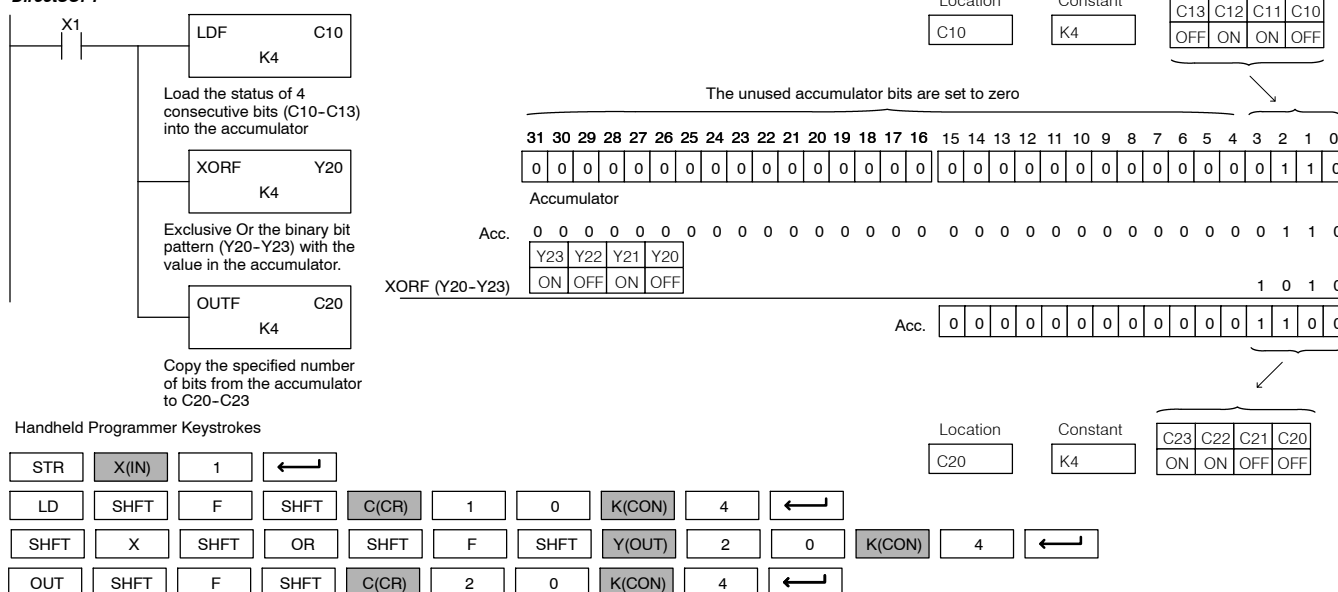 X1
LDF C10
K4
Load the status of 4
consecutive bits (C10--C13)
into the accumulator
XORF Y20
K4
Exclusive Or the binary bit
pattern (Y20--Y23) with the
value in the accumulator.
OUTF C20
K4
Copy the specified number
of bits from the accumulator
to C20--C23
Location Constant
C10 K4
C13 C12 C11 C10
OFF ON ON OFF
The unused accumulator bits are set to zero
31 30 29 28 27 26 25 24 23 22 21 20 19 18 17 16 15 14 13 12 11 10 9 8 7 6 5 4 3 2 1 0
0 0 0 0 0 0 0 0 0 0 0 0 0 0 0 0 0 0 0 0 0 0 0 0 0 0 0 0 0 1 1 0
Accumulator
Acc. 0 0 0 0 0 0 0 0 0 0 0 0 0 0 0 0 0 0 0 0 0 0 0 0 0 0 0 0 0 1 1 0
Y23 Y22 Y21 Y20
ON OFF ON OFF
XORF (Y20--Y23) 1 0 1 0
Acc. 0 0 0 0 0 0 0 0 0 0 0 0 1 1 0 0
Location Constant
C20 K4
C23 C22 C21 C20
ON ON OFF OFF
Handheld Programmer Keystrokes
STR X(IN) 1
LD SHFT F SHFT C(CR) 1 0 K(CON) 4
SHFT X SHFT OR SHFT F SHFT Y(OUT) 2 0 K(CON) 4
OUT SHFT F SHFT C(CR) 2 0 K(CON) 4